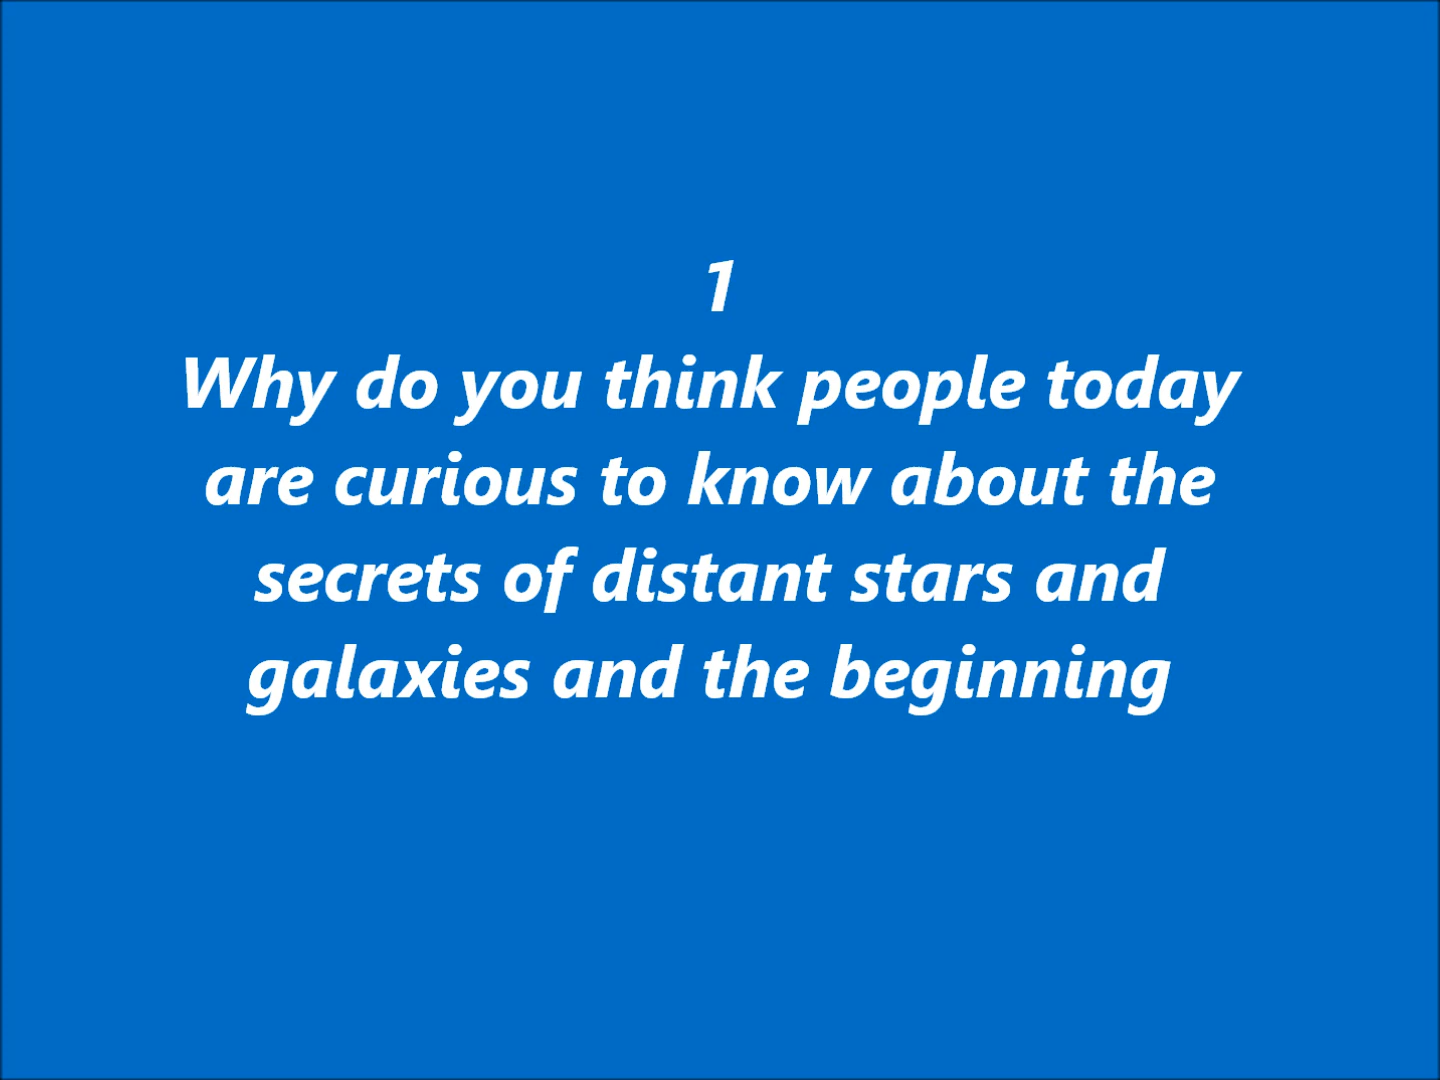 1
Why do you think people today
are curious to know about the
secrets of distant stars and
galaxies and the beginning